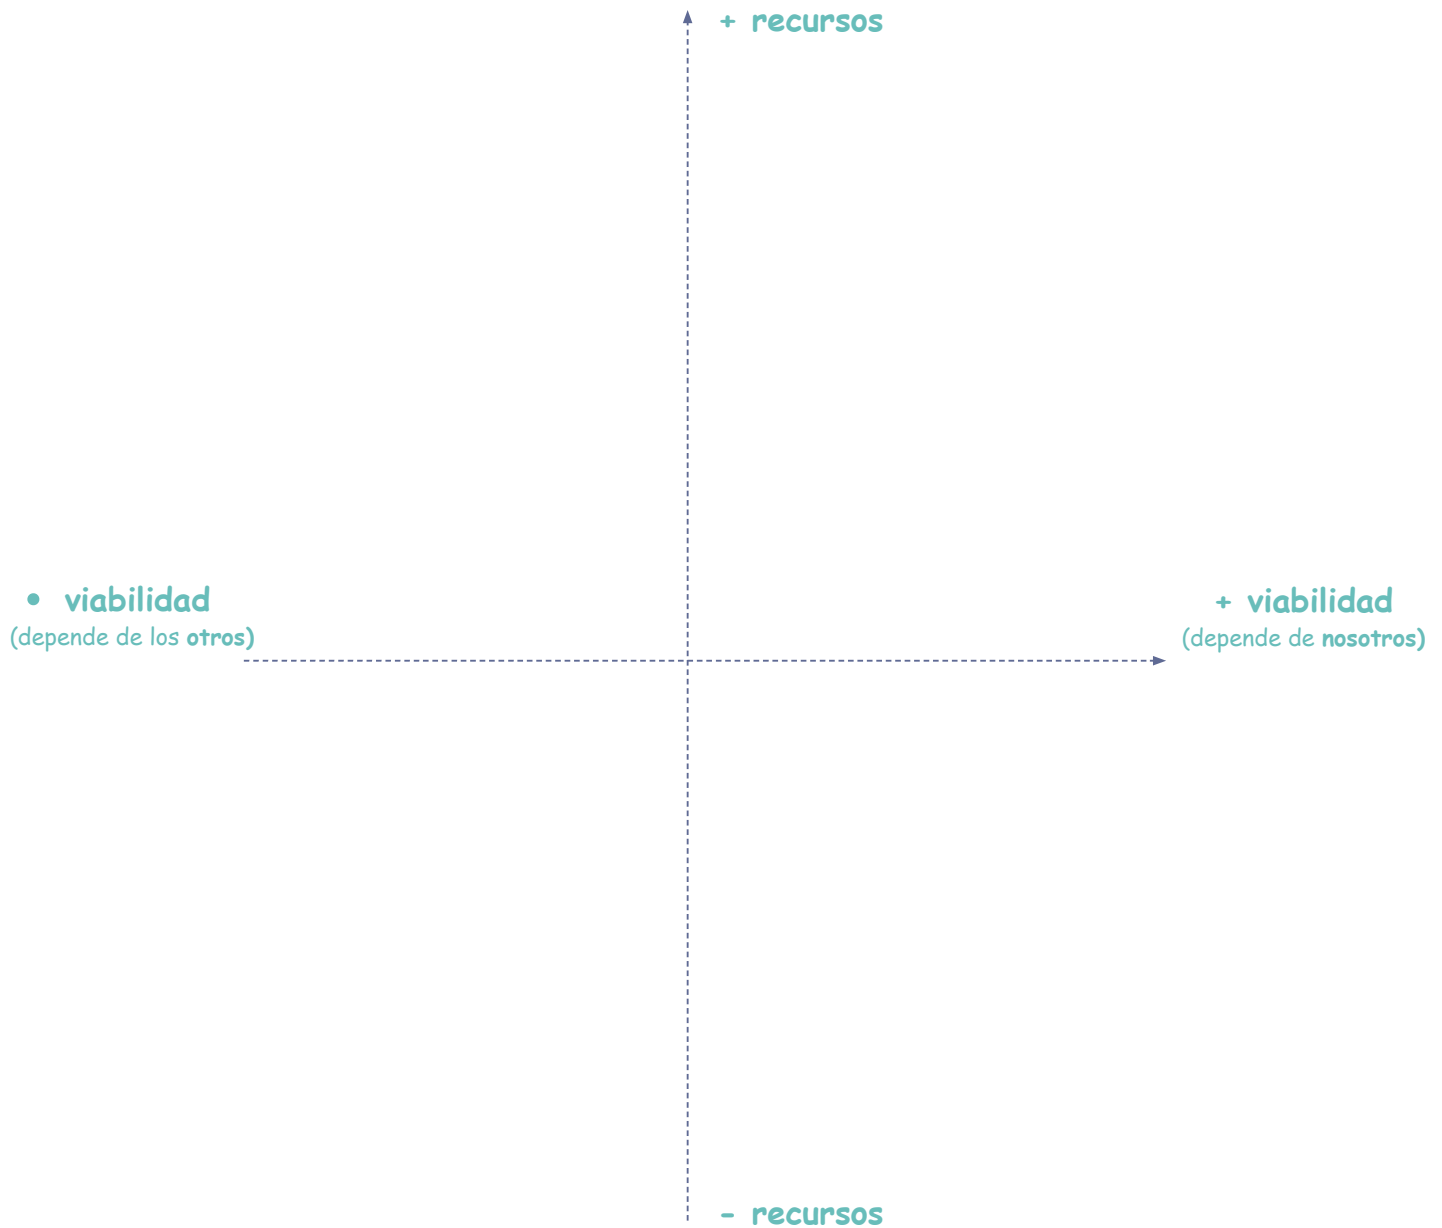 + recursos
• viabilidad
(depende de los otros)
+ viabilidad
(depende de nosotros)
- recursos